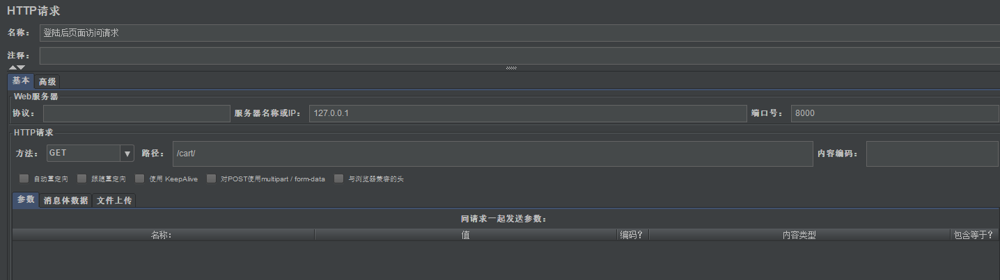 HTTP请求
名称： 登陆后页面访问请求
注释：
基本 高级
Web服务器
协议： 服务器名称或IP： 127.0.0.1 端口号： 8000
HTTP请求
方法： GET 路径： /cart/ 内容编码：
自动重定向 跟随重定向 使用 KeepAlive 对POST使用multipart / form-data 与浏览器兼容的头
参数 消息体数据 文件上传
同请求一起发送参数：
名称： 值 编码？ 内容类型 包含等于？